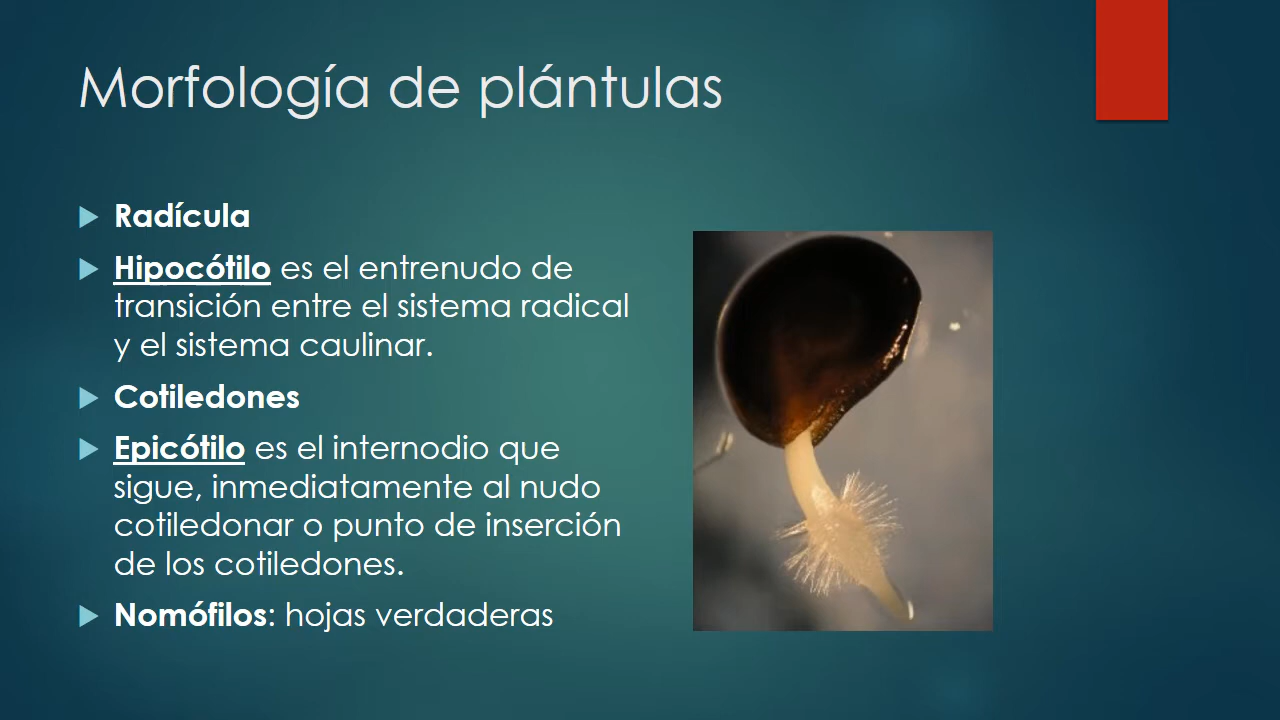 Morfología de plántulas
Radícula
Hipocótilo es el entrenudo de
transición entre el sistema radical
y el sistema caulinar.
Cotiledones
Epicótilo es el internodio que
sigue, inmediatamente al nudo
cotiledonar o punto de inserción
de los cotiledones.
Nomófilos: hojas verdaderas